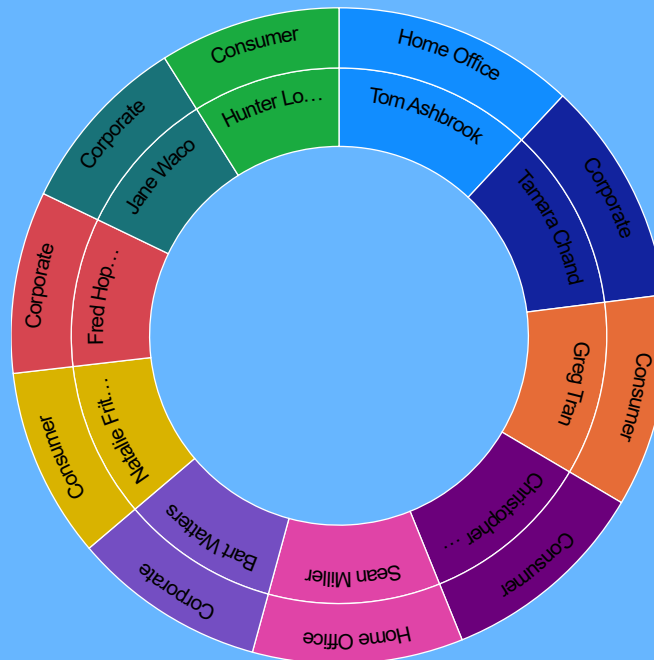 Home Office
Tom Ashbrook
Corporate
Tamara Chand
Consumer
Greg Tran
Consumer
Christopher
...
Home Office
Sean Miller
Corporate
Bart Watters
Consumer
Natalie Frit...
Corporate
Fred Hop...
Corporate
Jane Waco
Consumer
Hunter Lo...